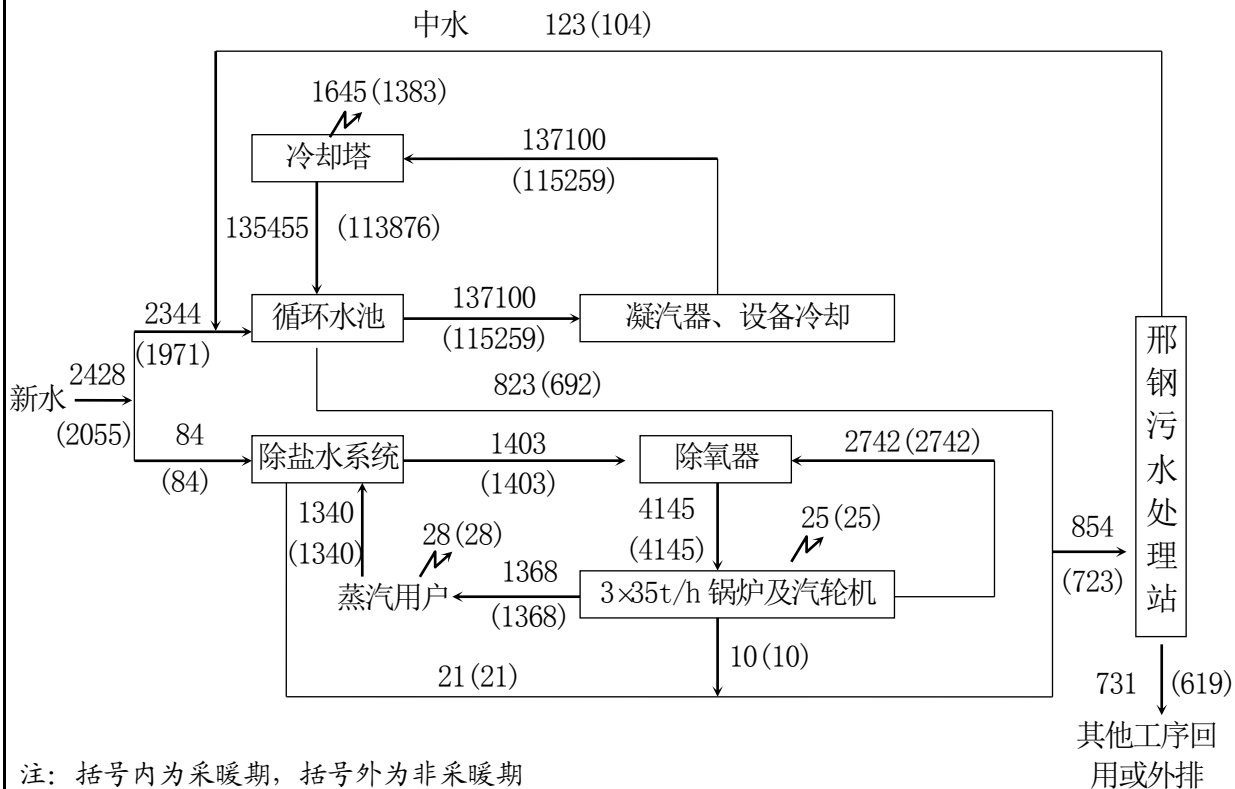 中水 123(104)
1645(1383)
冷却塔
137100
(115259)
135455 (113876)
2344
(1971)
循环水池
137100
(115259)
凝汽器、设备冷却
新水
2428
(2055)
823(692)
84
(84)
除盐水系统
1403
(1403)
除氧器
2742(2742)
1340
(1340)
28(28)
4145
(4145)
25(25)
蒸汽用户
1368
(1368)
3×35t/h 锅炉及汽轮机
10(10)
21(21)
854
(723)
邢钢污水处理站
731 (619)
其他工序回
用或外排
注：括号内为采暖期，括号外为非采暖期